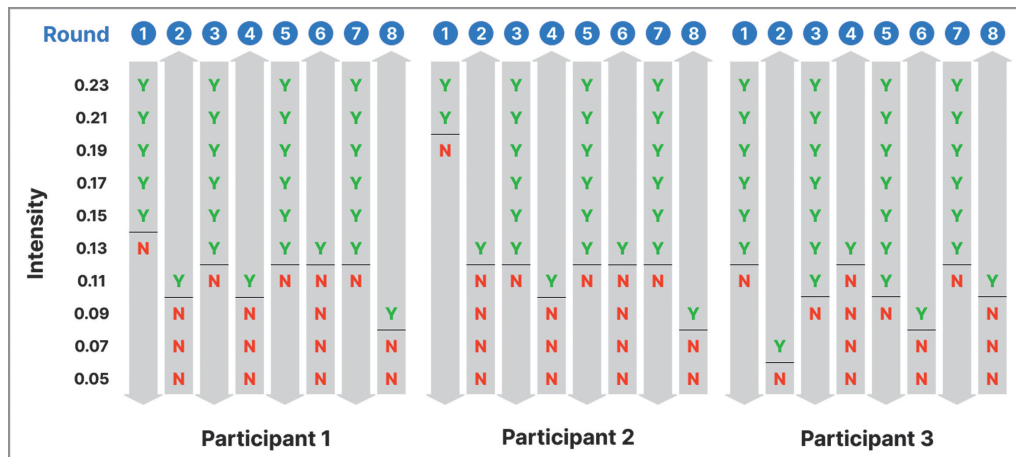 Round 1 2 3 4 5 6 7 8 1 2 3 4 5 6 7 8 1 2 3 4 5 6 7 8
Intensity
0.23 Y Y Y Y Y Y Y Y Y Y Y Y
0.21 Y Y Y Y Y Y Y Y Y Y Y Y
0.19 Y Y Y Y N Y Y Y Y Y Y Y
0.17 Y Y Y Y Y Y Y Y Y Y Y
0.15 Y Y Y Y Y Y Y Y Y Y Y
0.13 N Y Y Y Y Y Y Y Y Y Y Y Y Y Y
0.11 Y N Y N N N N N Y N N N N Y N Y N Y
0.09 N N N Y N N N Y N N N Y N
0.07 N N N N N N N N Y N N N
0.05 N N N N N N N N N N N N
Participant 1 Participant 2 Participant 3